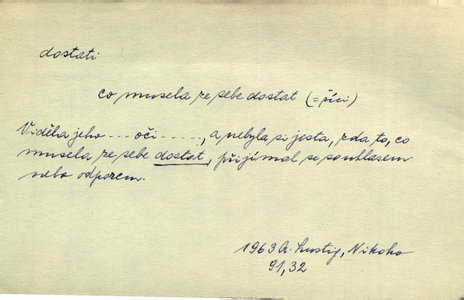 dostati
co musela ze sebe dostat (= říci)
Viděla jeho --- oči -----, a nebyla si jista, zda to, co
musela ze sebe dostat, přijímal se souhlasem
nebo odporem.
1963 A. Lustig, Nikoho
91,32